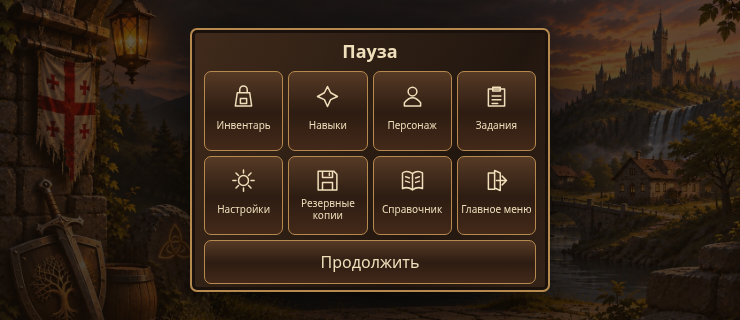 Пауза
Инвентарь
Навыки
Персонаж
Задания
Настройки
Резервные
копии
Справочник
Главное меню
Продолжить